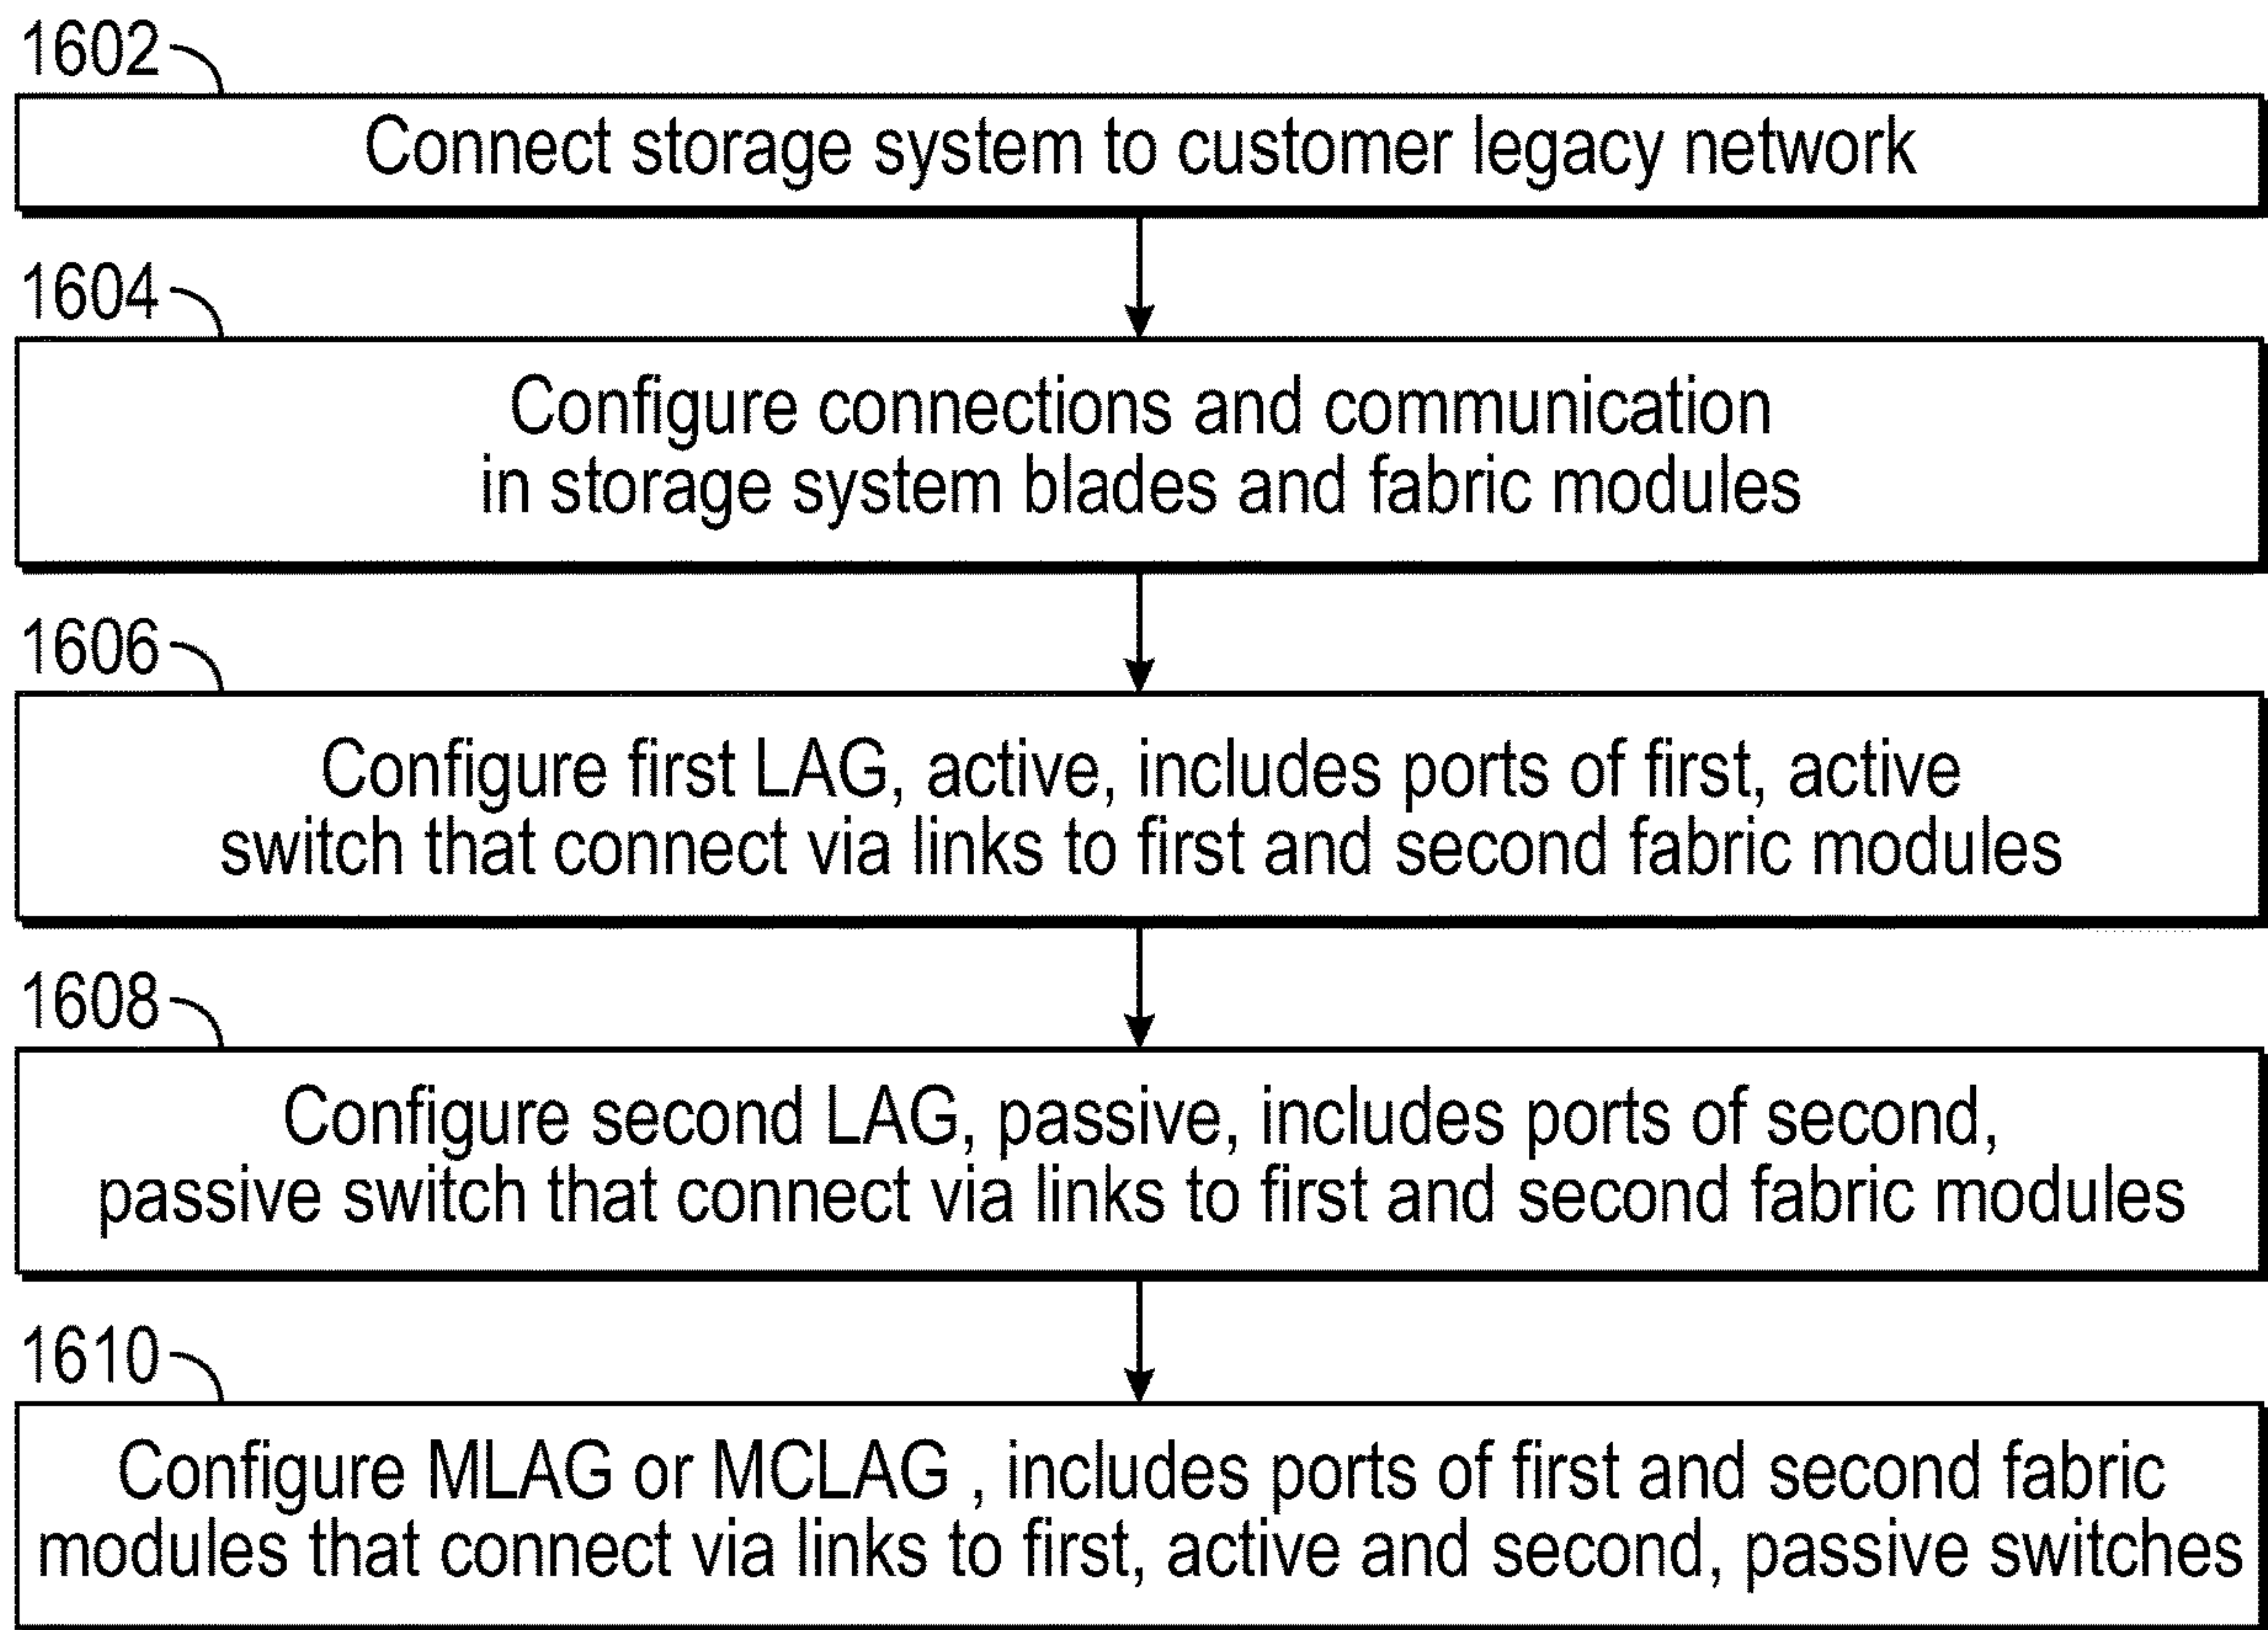 1602
Connect storage system to customer legacy network
1604
Configure connections and communication
in storage system blades and fabric modules
1606
Configure first LAG, active, includes ports of first, active
switch that connect via links to first and second fabric modules
1608
Configure second LAG, passive, includes ports of second,
passive switch that connect via links to first and second fabric modules
1610
Configure MLAG or MCLAG , includes ports of first and second fabric
modules that connect via links to first, active and second, passive switches